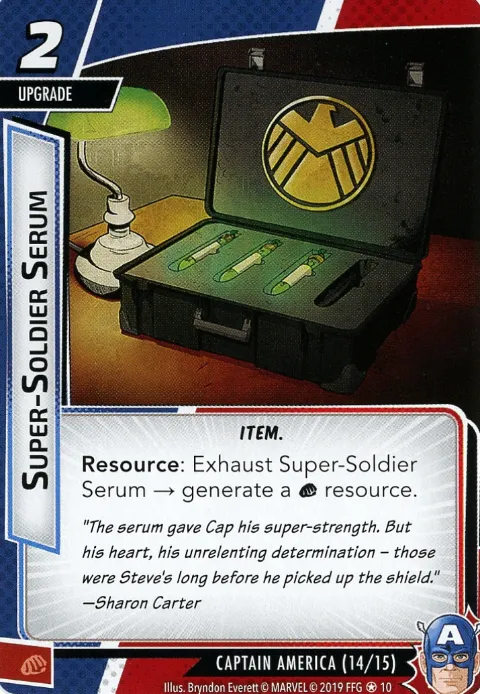 2
UPGRADE
SUPER-SOLDIER SERUM
ITEM.
Resource: Exhaust Super-Soldier
Serum → generate a resource.
"The serum gave Cap his super-strength. But
his heart, his unrelenting determination – those
were Steve's long before he picked up the shield."
—Sharon Carter
A
CAPTAIN AMERICA (14/15)
Illus. Bryndon Everett © MARVEL © 2019 FFG ✪ 10